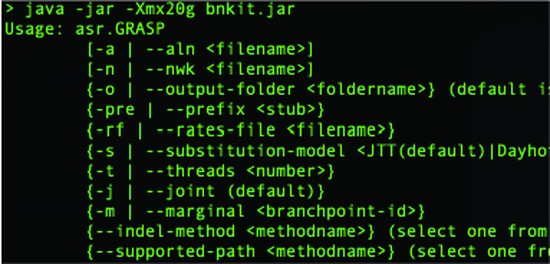 > java -jar -Xmx20g bnkit.jar
Usage: asr.GRASP
[-a | --aln <filename>]
[-n | --nwk <filename>]
{-o | --output-folder <foldername>} (default is
{-pre | --prefix <stub>}
{-rf | --rates-file <filename>}
{-s | --substitution-model <JTT(default)|Dayho
{-t | --threads <number>}
{-j | --joint (default)}
{-m | --marginal <branchpoint-id>}
{--indel-method <methodname>} (select one from
{--supported-path <methodname>} (select one fr